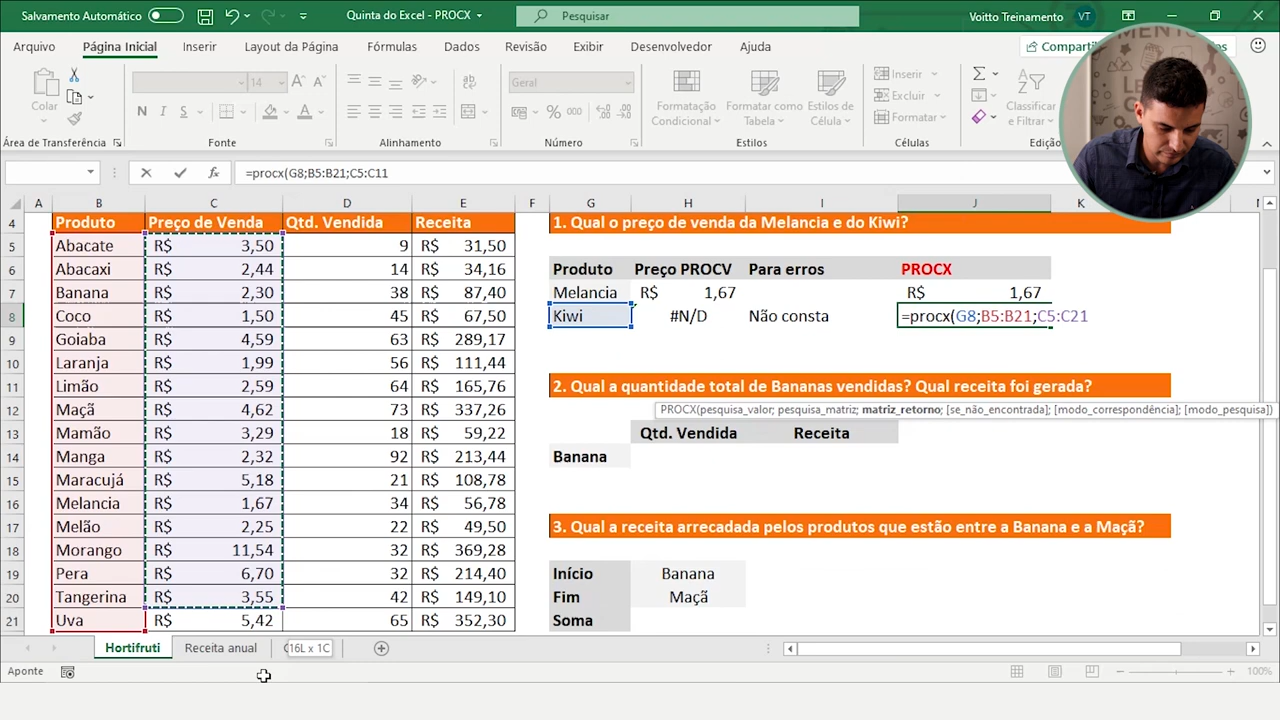 Salvamento Automático
Quinta do Excel - PROCX
Pesquisar
Voitto Treinamento
VT
Arquivo
Página Inicial
Inserir
Layout da Página
Fórmulas
Dados
Revisão
Exibir
Desenvolvedor
Ajuda
Colar
Área de Transferência
14
N I S
Fonte
Alinhamento
Geral
% 000
Número
Formatação Condicional
Formatar como Tabela
Estilos de Célula
Estilos
Inserir
Excluir
Formatar
Células
Classificar e Filtrar
=procx(G8;B5:B21;C5:C11
A B C D E F G H I J K
4 Produto Preço de Venda Qtd. Vendida Receita 1. Qual o preço de venda da Melancia e do Kiwi?
5 Abacate R$ 3,50 9 R$ 31,50
6 Abacaxi R$ 2,44 14 R$ 34,16 Produto Preço PROCV Para erros PROCX
7 Banana R$ 2,30 38 R$ 87,40 Melancia R$ 1,67 R$ 1,67
8 Coco R$ 1,50 45 R$ 67,50 Kiwi #N/D Não consta =procx(G8;B5:B21;C5:C21
9 Goiaba R$ 4,59 63 R$ 289,17
10 Laranja R$ 1,99 56 R$ 111,44
11 Limão R$ 2,59 64 R$ 165,76 2. Qual a quantidade total de Bananas vendidas? Qual receita foi gerada?
12 Maçã R$ 4,62 73 R$ 337,26 PROCX(pesquisa_valor; pesquisa_matriz; matriz_retorno; [se_não_encontrada]; [modo_correspondência]; [modo_pesquisa])
13 Mamão R$ 3,29 18 R$ 59,22 Qtd. Vendida Receita
14 Manga R$ 2,32 92 R$ 213,44 Banana
15 Maracujá R$ 5,18 21 R$ 108,78
16 Melancia R$ 1,67 34 R$ 56,78
17 Melão R$ 2,25 22 R$ 49,50 3. Qual a receita arrecadada pelos produtos que estão entre a Banana e a Maçã?
18 Morango R$ 11,54 32 R$ 369,28
19 Pera R$ 6,70 32 R$ 214,40 Início Banana
20 Tangerina R$ 3,55 42 R$ 149,10 Fim Maçã
21 Uva R$ 5,42 65 R$ 352,30 Soma
Hortifruti
Receita anual
16L x 1C
Aponte
100%